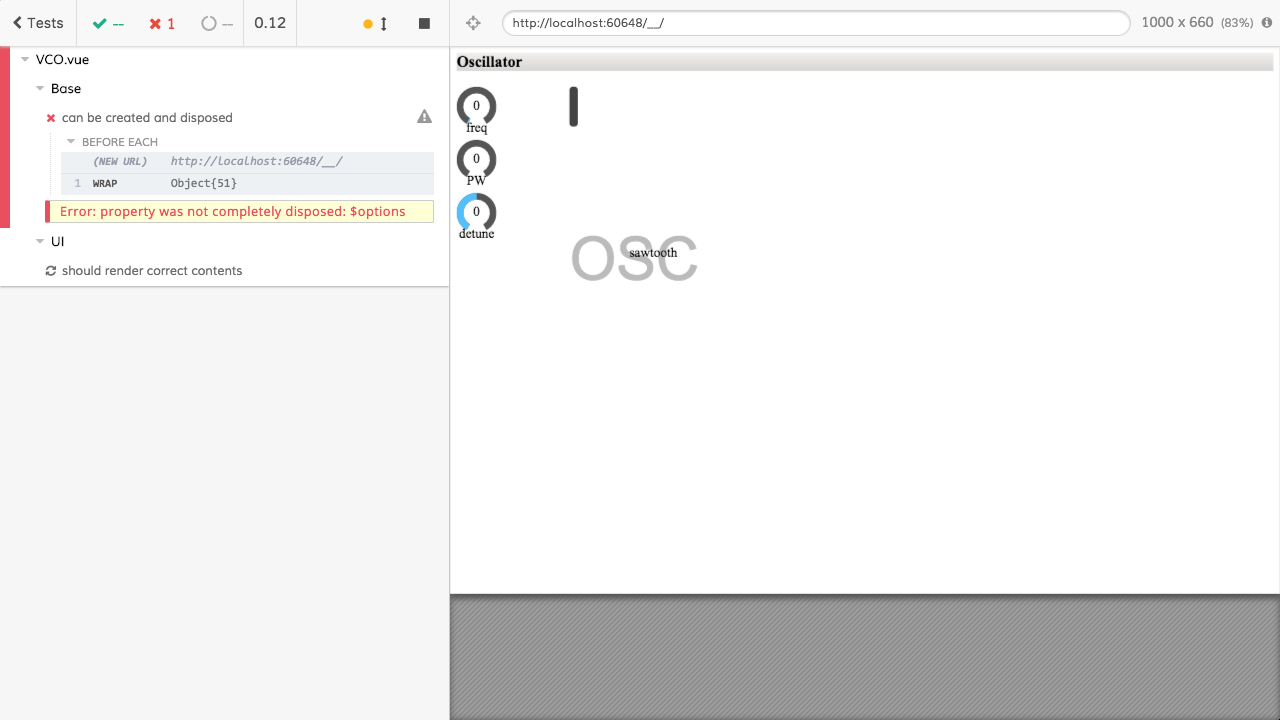 Tests -- 1 -- 0.12
http://localhost:60648/__/ 1000 x 660 (83%)
VCO.vue
Base
can be created and disposed
BEFORE EACH
(NEW URL) http://localhost:60648/__/
1 WRAP Object{51}
Error: property was not completely disposed: $options
UI
should render correct contents
Oscillator
0
freq
0
PW
0
detune
OSC
sawtooth